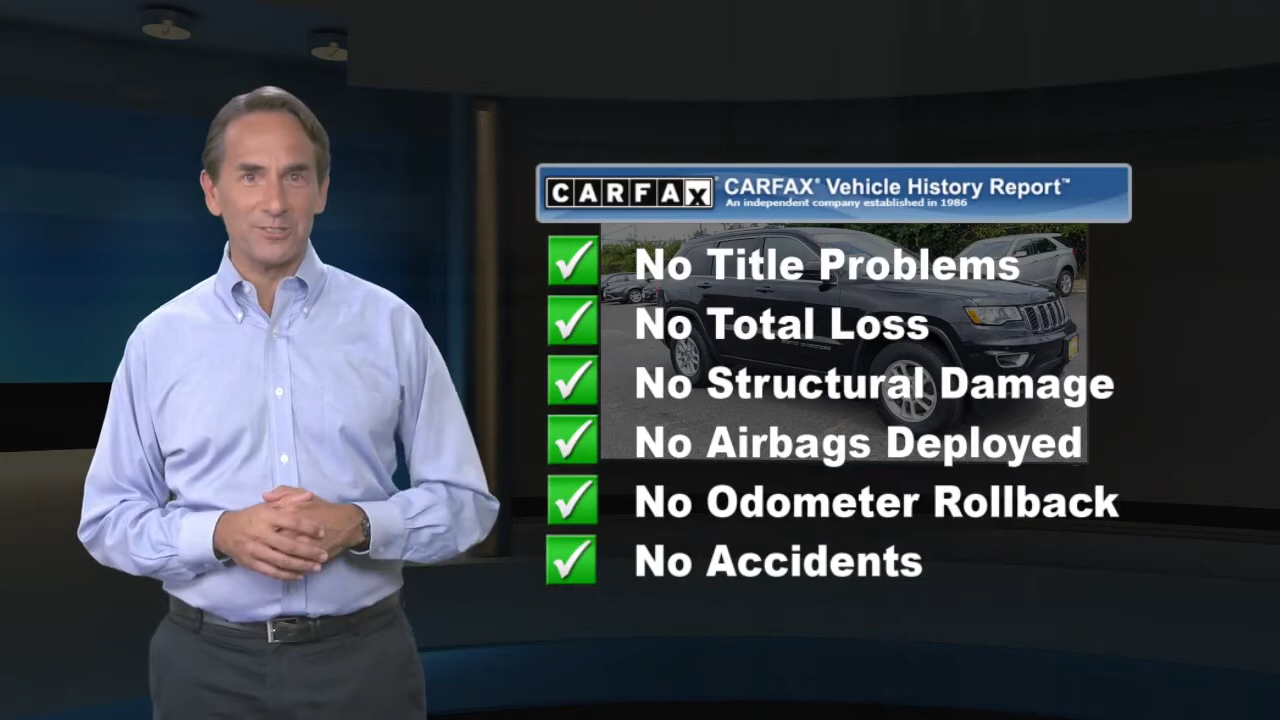 CARFAX® CARFAX® Vehicle History Report™
An independent company established in 1986
No Title Problems
No Total Loss
No Structural Damage
No Airbags Deployed
No Odometer Rollback
No Accidents